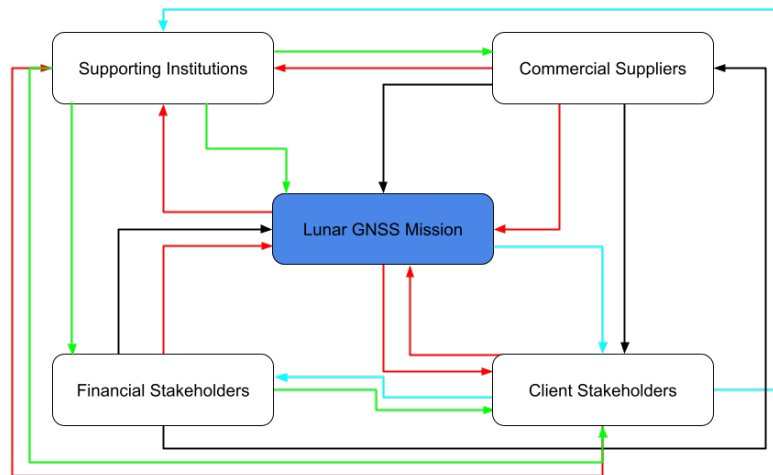 Supporting Institutions
Commercial Suppliers
Lunar GNSS Mission
Financial Stakeholders
Client Stakeholders